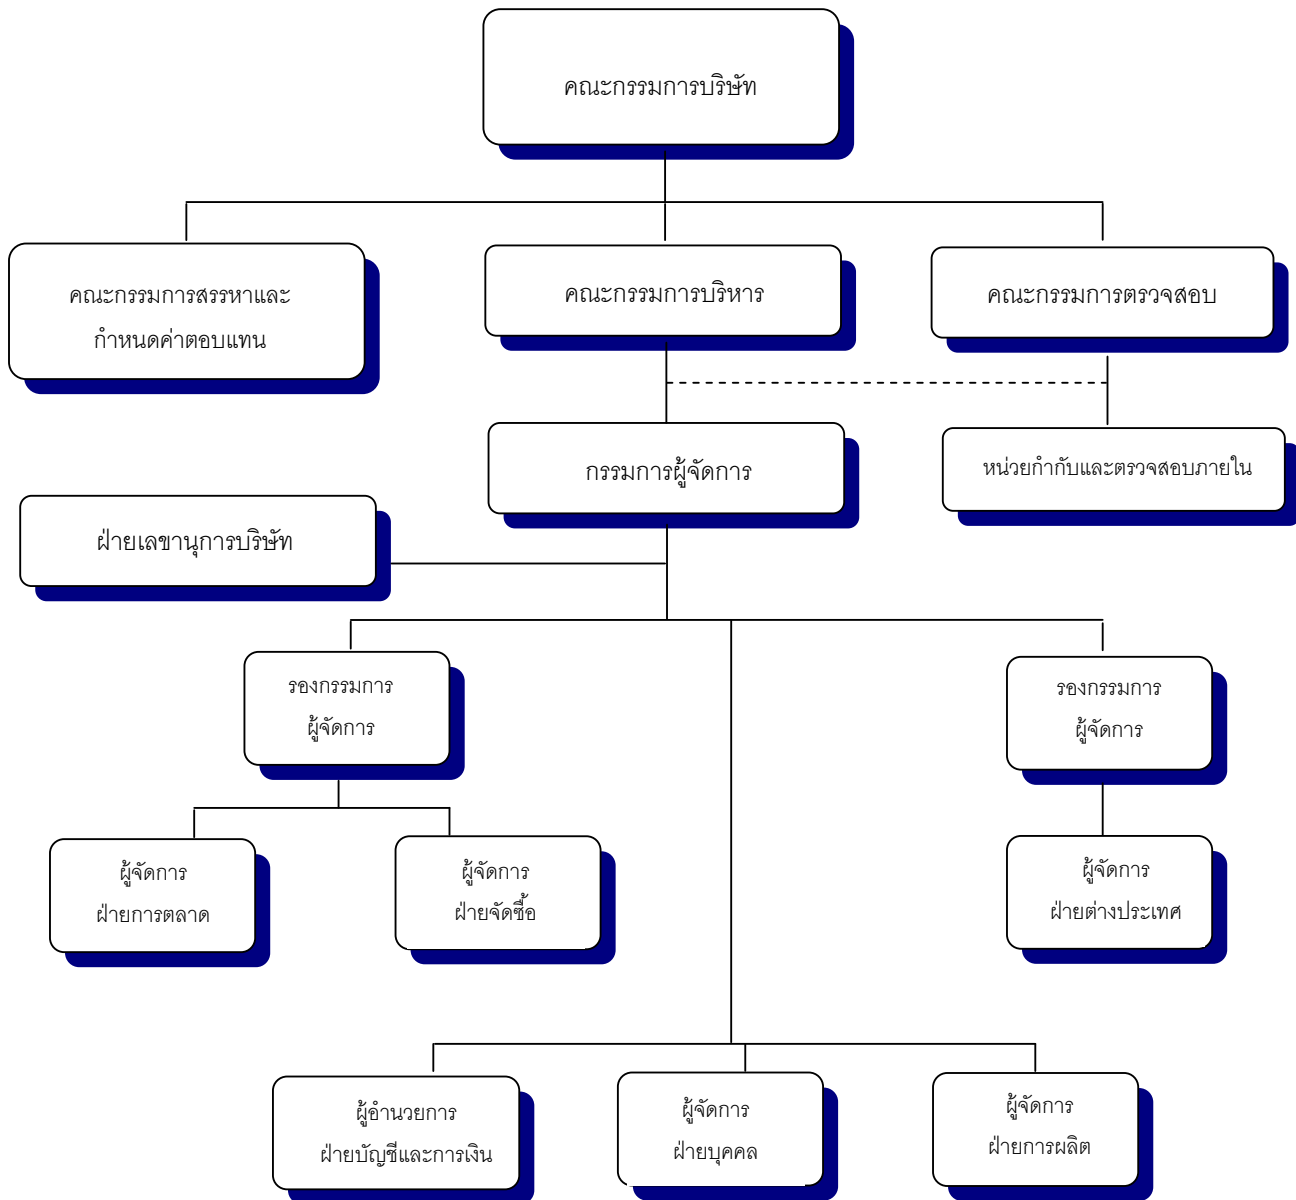 คณะกรรมการบริษัท
คณะกรรมการสรรหาและ
กำหนดค่าตอบแทน
คณะกรรมการบริหาร
คณะกรรมการตรวจสอบ
กรรมการผู้จัดการ
หน่วยกำกับและตรวจสอบภายใน
ฝ่ายเลขานุการบริษัท
รองกรรมการ
ผู้จัดการ
รองกรรมการ
ผู้จัดการ
ผู้จัดการ
ฝ่ายการตลาด
ผู้จัดการ
ฝ่ายจัดซื้อ
ผู้จัดการ
ฝ่ายต่างประเทศ
ผู้อำนวยการ
ฝ่ายบัญชีและการเงิน
ผู้จัดการ
ฝ่ายบุคคล
ผู้จัดการ
ฝ่ายการผลิต